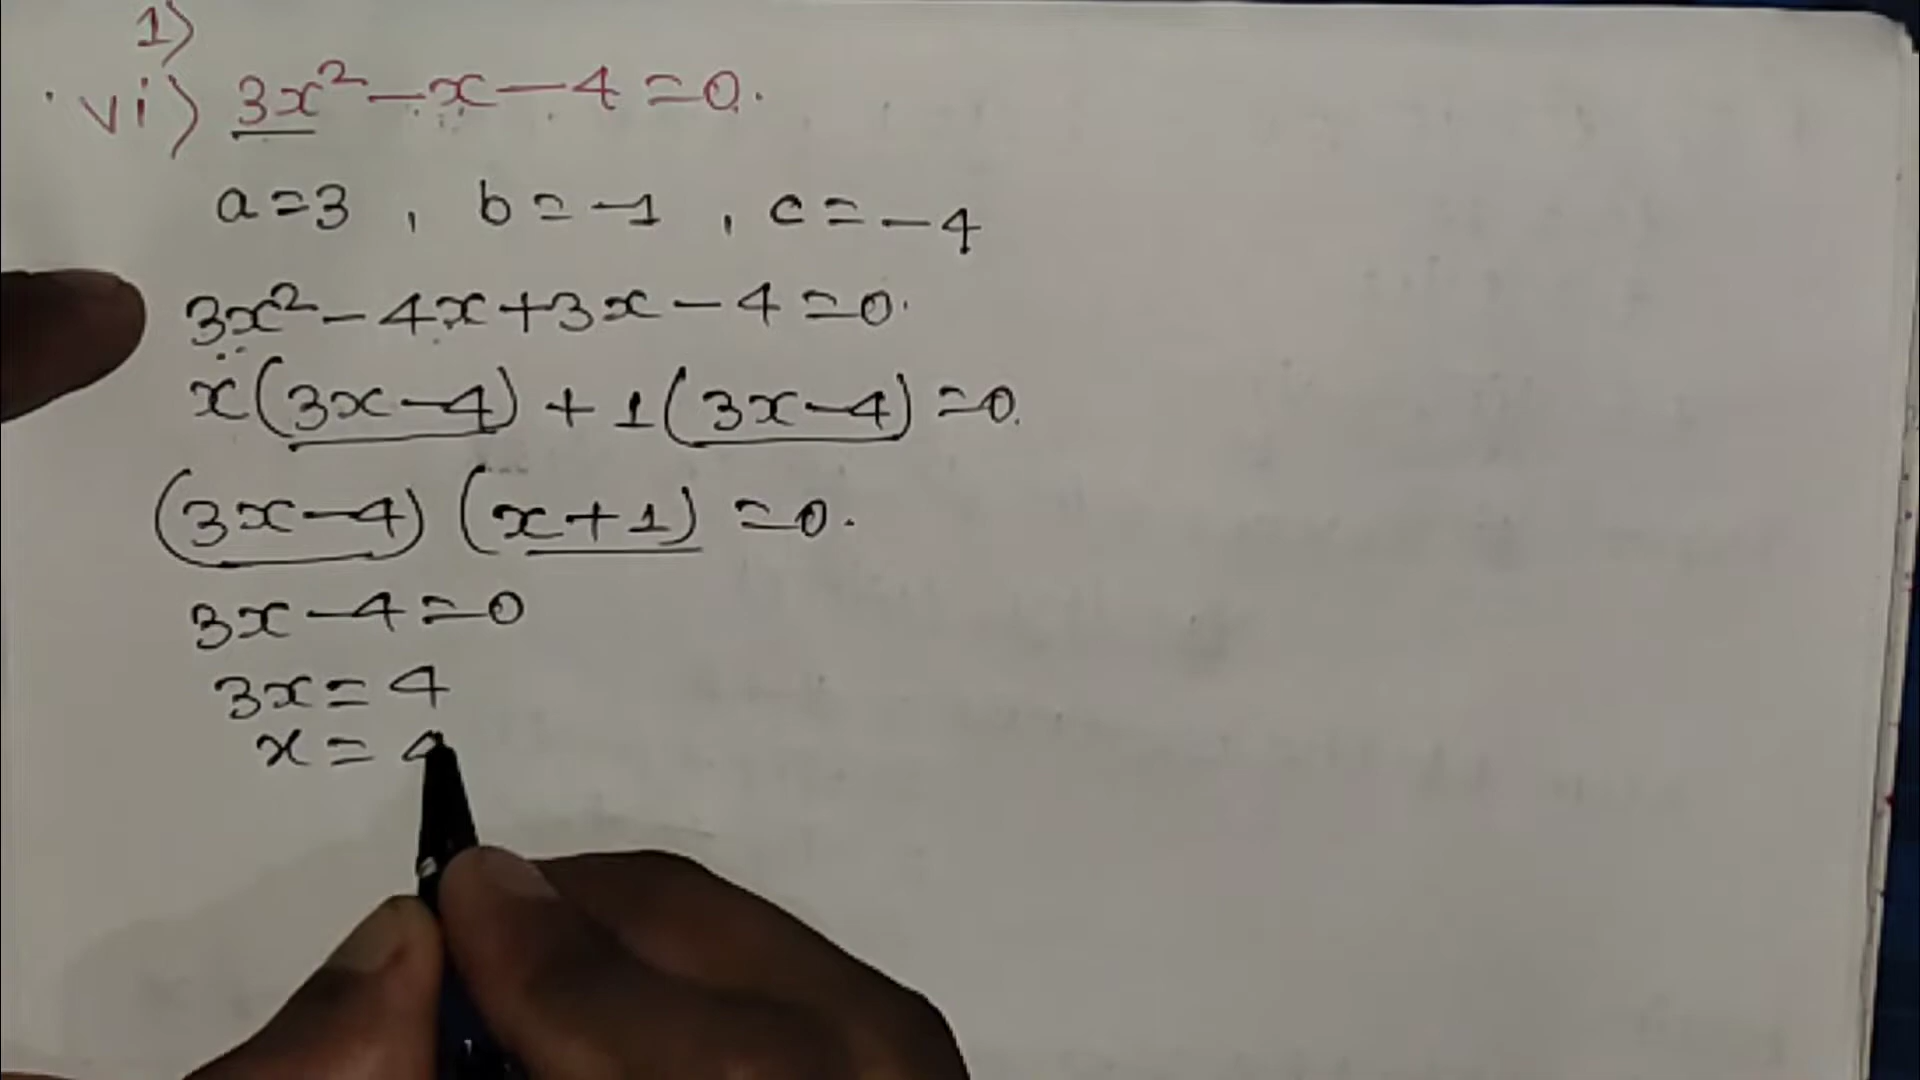 1)
vi) 3x² - x - 4 = 0.
a = 3 , b = -1 , c = -4
3x² - 4x + 3x - 4 = 0.
x(3x - 4) + 1(3x - 4) = 0.
(3x - 4) (x + 1) = 0.
3x - 4 = 0
3x = 4
x = 4